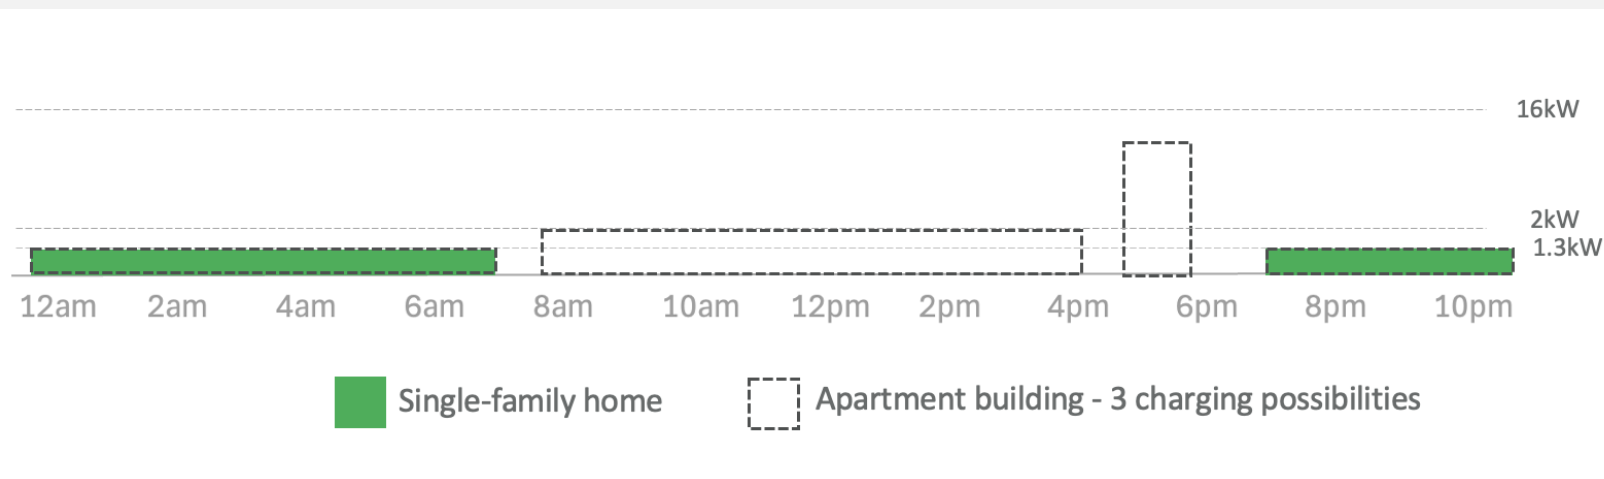 16kW
2kW
1.3kW
12am 2am 4am 6am 8am 10am 12pm 2pm 4pm 6pm 8pm 10pm
Single-family home Apartment building - 3 charging possibilities